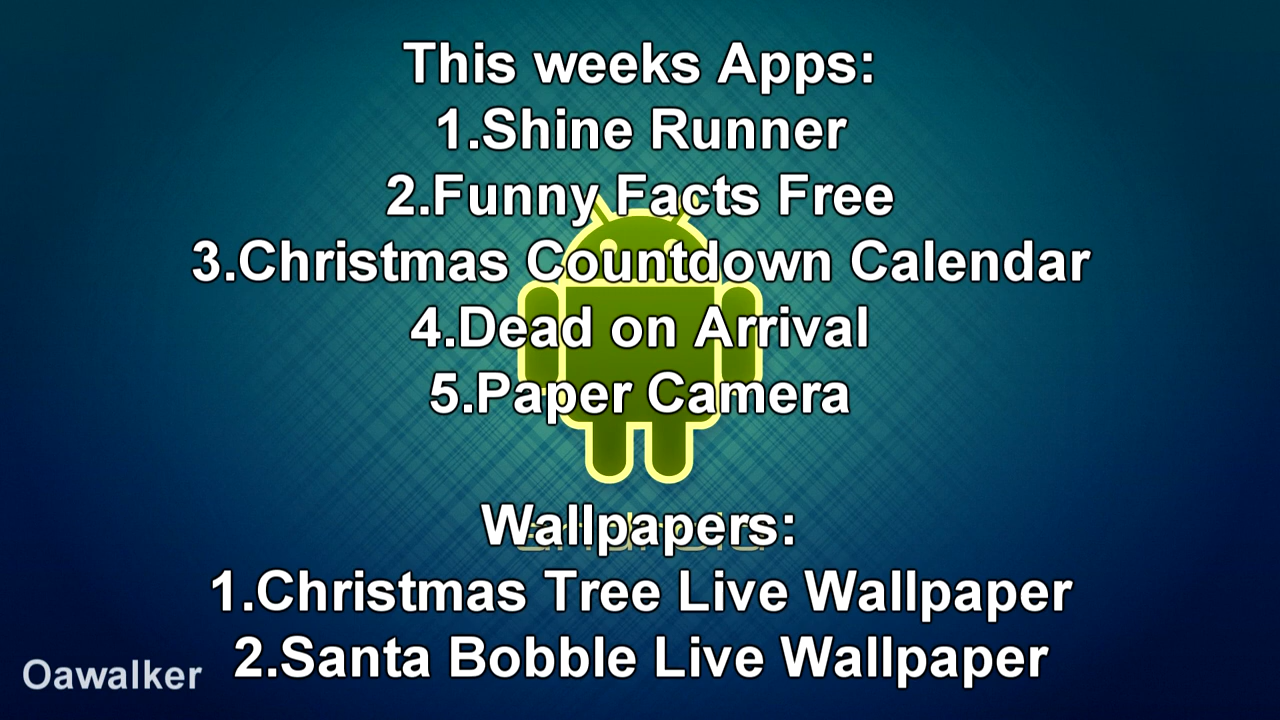 This weeks Apps:
1.Shine Runner
2.Funny Facts Free
3.Christmas Countdown Calendar
4.Dead on Arrival
5.Paper Camera
Wallpapers:
android
1.Christmas Tree Live Wallpaper
2.Santa Bobble Live Wallpaper
Oawalker